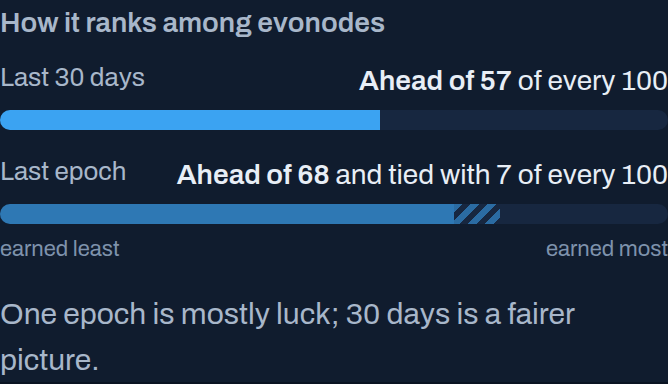 How it ranks among evonodes
Last 30 days
Ahead of 57 of every 100
Last epoch
Ahead of 68 and tied with 7 of every 100
earned least
earned most
One epoch is mostly luck; 30 days is a fairer
picture.